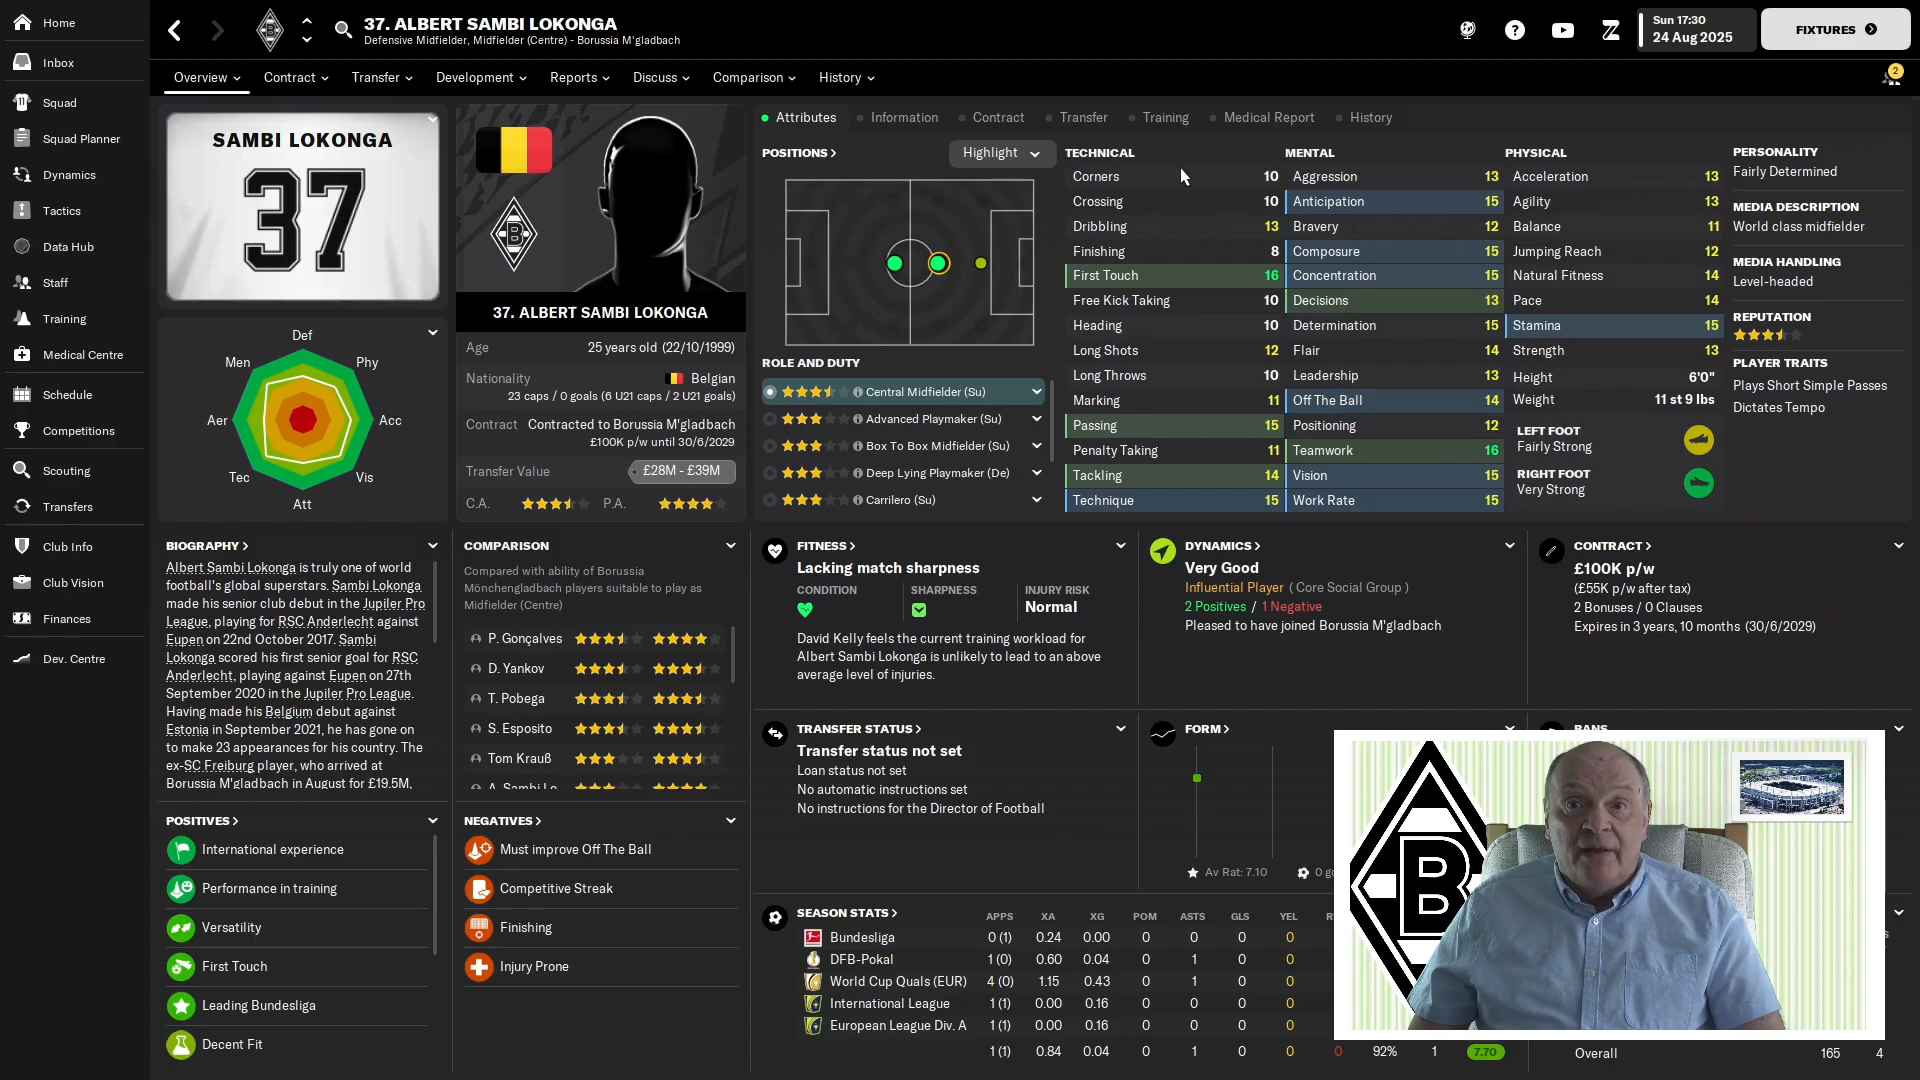 Home
Inbox
Squad
Squad Planner
Dynamics
Tactics
Data Hub
Staff
Training
Medical Centre
Schedule
Competitions
Scouting
Transfers
Club Info
Club Vision
Finances
Dev. Centre
37. ALBERT SAMBI LOKONGA
Defensive Midfielder, Midfielder (Centre) - Borussia M'gladbach
Sun 17:30
24 Aug 2025
FIXTURES
Overview Contract Transfer Development Reports Discuss Comparison History
2
SAMBI LOKONGA
37
Def
Men Phy
Aer Acc
Tec Vis
Att
37. ALBERT SAMBI LOKONGA
Age 25 years old (22/10/1999)
Nationality Belgian
23 caps / 0 goals (6 U21 caps / 2 U21 goals)
Contract Contracted to Borussia M'gladbach
£100K p/w until 30/6/2029
Transfer Value £28M - £39M
C.A. P.A.
Attributes Information Contract Transfer Training Medical Report History
POSITIONS
Highlight
ROLE AND DUTY
Central Midfielder (Su)
Advanced Playmaker (Su)
Box To Box Midfielder (Su)
Deep Lying Playmaker (De)
Carrilero (Su)
TECHNICAL
Corners 10
Crossing 10
Dribbling 13
Finishing 8
First Touch 16
Free Kick Taking 10
Heading 10
Long Shots 12
Long Throws 10
Marking 11
Passing 15
Penalty Taking 11
Tackling 14
Technique 15
MENTAL
Aggression 13
Anticipation 15
Bravery 12
Composure 15
Concentration 15
Decisions 13
Determination 15
Flair 14
Leadership 13
Off The Ball 14
Positioning 12
Teamwork 16
Vision 15
Work Rate 15
PHYSICAL
Acceleration 13
Agility 13
Balance 11
Jumping Reach 12
Natural Fitness 14
Pace 14
Stamina 15
Strength 13
Height 6'0"
Weight 11 st 9 lbs
LEFT FOOT
Fairly Strong
RIGHT FOOT
Very Strong
PERSONALITY
Fairly Determined
MEDIA DESCRIPTION
World class midfielder
MEDIA HANDLING
Level-headed
REPUTATION
PLAYER TRAITS
Plays Short Simple Passes
Dictates Tempo
BIOGRAPHY
Albert Sambi Lokonga is truly one of world
football's global superstars. Sambi Lokonga
made his senior club debut in the Jupiler Pro
League, playing for RSC Anderlecht against
Eupen on 22nd October 2017. Sambi
Lokonga scored his first senior goal for RSC
Anderlecht, playing against Eupen on 27th
September 2020 in the Jupiler Pro League.
Having made his Belgium debut against
Estonia in September 2021, he has gone on
to make 23 appearances for his country. The
ex-SC Freiburg player, who arrived at
Borussia M'gladbach in August for £19.5M,
COMPARISON
Compared with ability of Borussia
Mönchengladbach players suitable to play as
Midfielder (Centre)
P. Gonçalves
D. Yankov
T. Pobega
S. Esposito
Tom Krauß
A. Sambi Lo
FITNESS
Lacking match sharpness
CONDITION SHARPNESS INJURY RISK
Normal
David Kelly feels the current training workload for
Albert Sambi Lokonga is unlikely to lead to an above
average level of injuries.
DYNAMICS
Very Good
Influential Player ( Core Social Group )
2 Positives / 1 Negative
Pleased to have joined Borussia M'gladbach
CONTRACT
£100K p/w
(£55K p/w after tax)
2 Bonuses / 0 Clauses
Expires in 3 years, 10 months (30/6/2029)
TRANSFER STATUS
Transfer status not set
Loan status not set
No automatic instructions set
No instructions for the Director of Football
FORM
Av Rat: 7.10 0
BANS
POSITIVES
International experience
Performance in training
Versatility
First Touch
Leading Bundesliga
Decent Fit
NEGATIVES
Must improve Off The Ball
Competitive Streak
Finishing
Injury Prone
SEASON STATS APPS XA XG POM ASTS GLS YEL
Bundesliga 0 (1) 0.24 0.00 0 0 0 0
DFB-Pokal 1 (0) 0.60 0.04 0 1 0 0
World Cup Quals (EUR) 4 (0) 1.15 0.43 0 1 0 0
International League 1 (1) 0.00 0.16 0 0 0 0
European League Div. A 1 (1) 0.00 0.16 0 0 0 0
1 (1) 0.84 0.04 0 1 0 0 0 92% 1 7.70
Overall 165 4
B